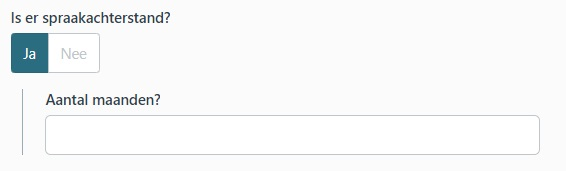 Is er spraakachterstand?
Ja Nee
Aantal maanden?